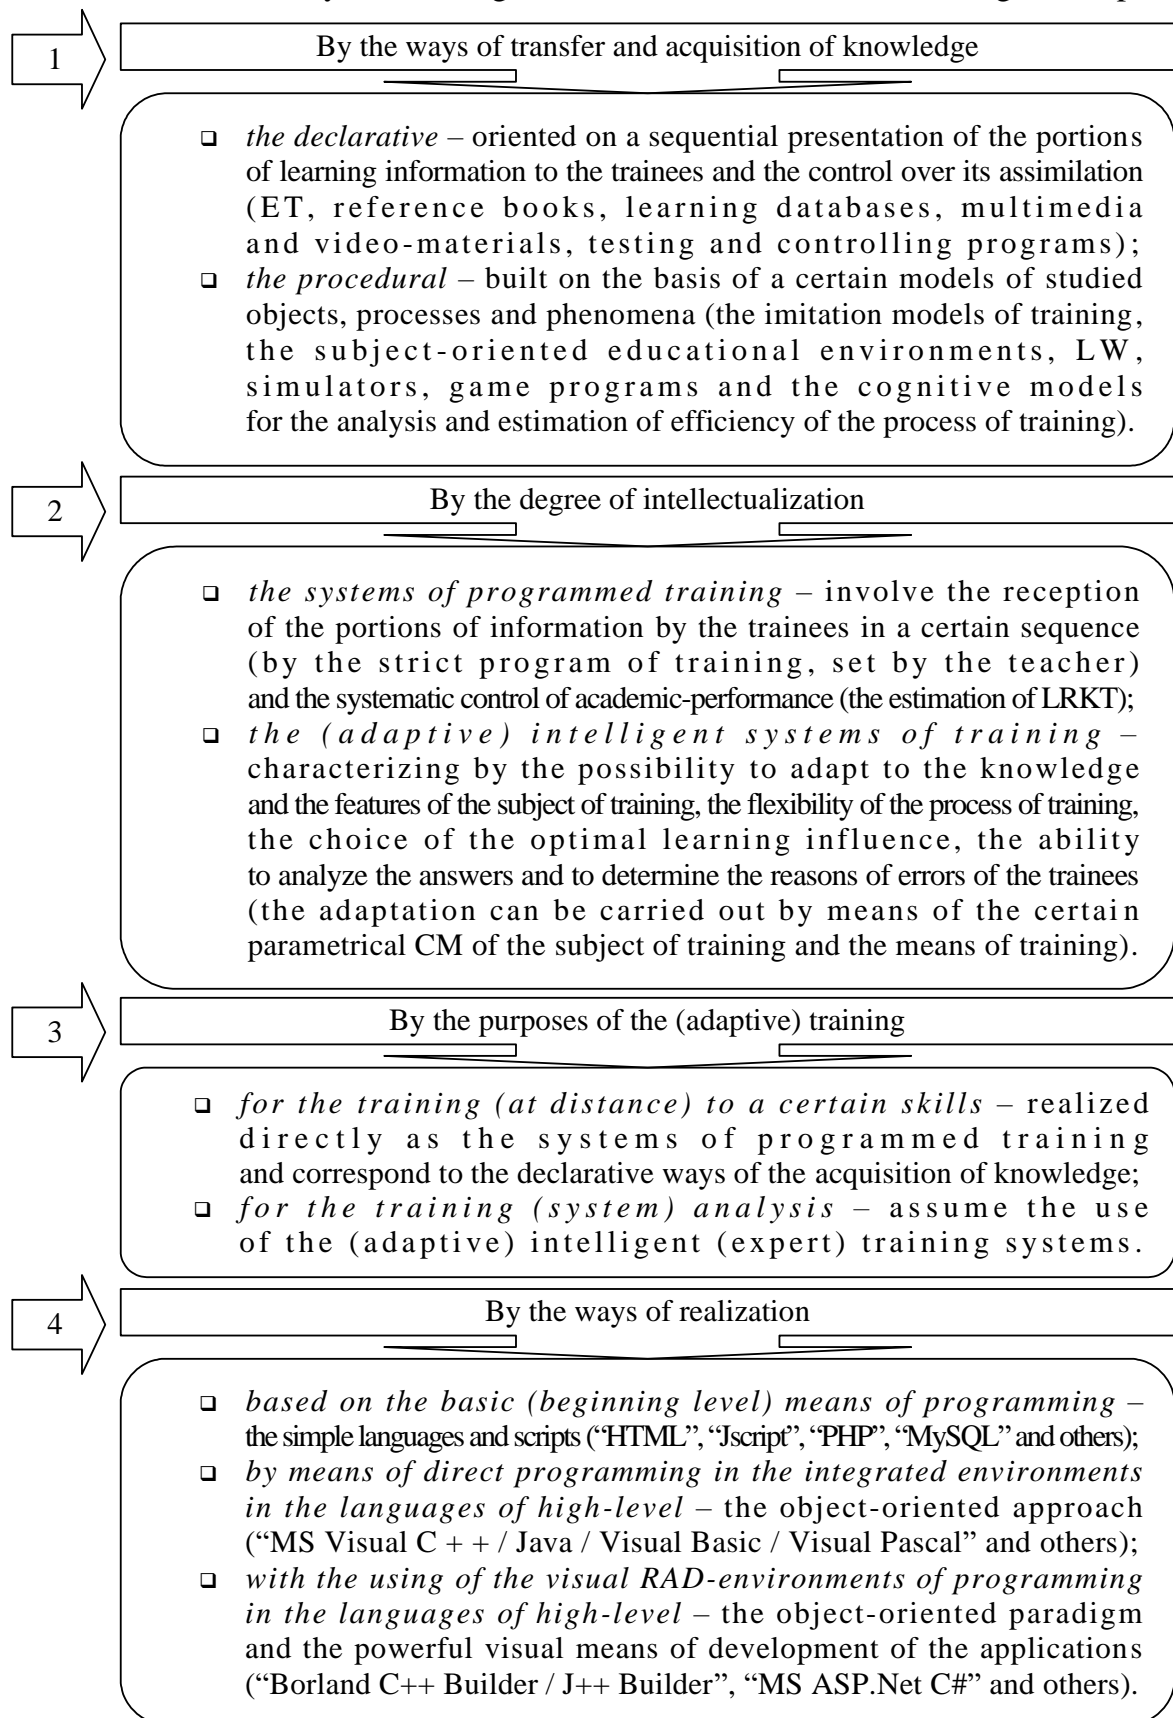 1
By the ways of transfer and acquisition of knowledge
❑ the declarative – oriented on a sequential presentation of the portions
of learning information to the trainees and the control over its assimilation
(ET, reference books, learning databases, multimedia
and video-materials, testing and controlling programs);
❑ the procedural – built on the basis of a certain models of studied
objects, processes and phenomena (the imitation models of training,
the subject-oriented educational environments, LW,
simulators, game programs and the cognitive models
for the analysis and estimation of efficiency of the process of training).
2
By the degree of intellectualization
❑ the systems of programmed training – involve the reception
of the portions of information by the trainees in a certain sequence
(by the strict program of training, set by the teacher)
and the systematic control of academic-performance (the estimation of LRKT);
❑ the (adaptive) intelligent systems of training –
characterizing by the possibility to adapt to the knowledge
and the features of the subject of training, the flexibility of the process of training,
the choice of the optimal learning influence, the ability
to analyze the answers and to determine the reasons of errors of the trainees
(the adaptation can be carried out by means of the certain
parametrical CM of the subject of training and the means of training).
3
By the purposes of the (adaptive) training
❑ for the training (at distance) to a certain skills – realized
directly as the systems of programmed training
and correspond to the declarative ways of the acquisition of knowledge;
❑ for the training (system) analysis – assume the use
of the (adaptive) intelligent (expert) training systems.
4
By the ways of realization
❑ based on the basic (beginning level) means of programming –
the simple languages and scripts (“HTML”, “Jscript”, “PHP”, “MySQL” and others);
❑ by means of direct programming in the integrated environments
in the languages of high-level – the object-oriented approach
(“MS Visual C + + / Java / Visual Basic / Visual Pascal” and others);
❑ with the using of the visual RAD-environments of programming
in the languages of high-level – the object-oriented paradigm
and the powerful visual means of development of the applications
(“Borland C++ Builder / J++ Builder”, “MS ASP.Net C#” and others).